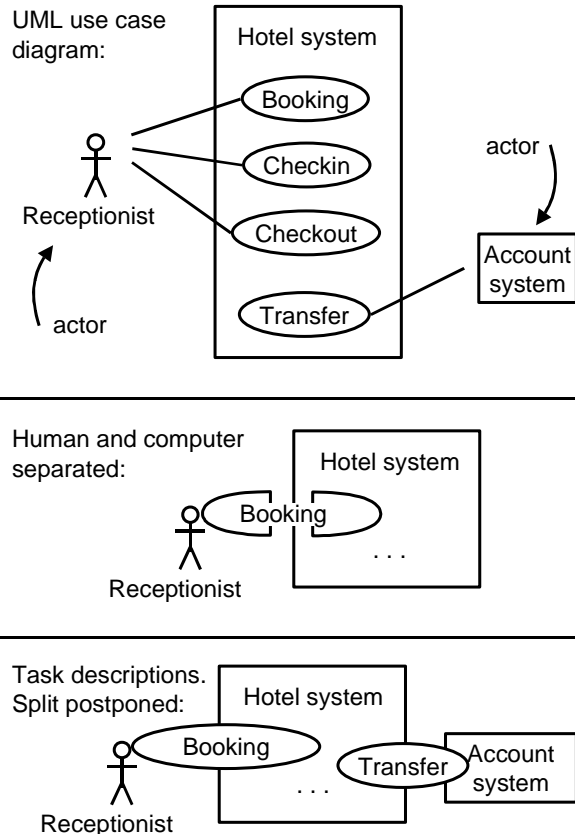 UML use case
diagram:
Hotel system
Booking
Checkin
Checkout
Transfer
Receptionist
actor
actor
Account
system
Human and computer
separated:
Hotel system
Booking
. . .
Receptionist
Task descriptions.
Split postponed:
Hotel system
Booking
. . .
Transfer
Account
system
Receptionist